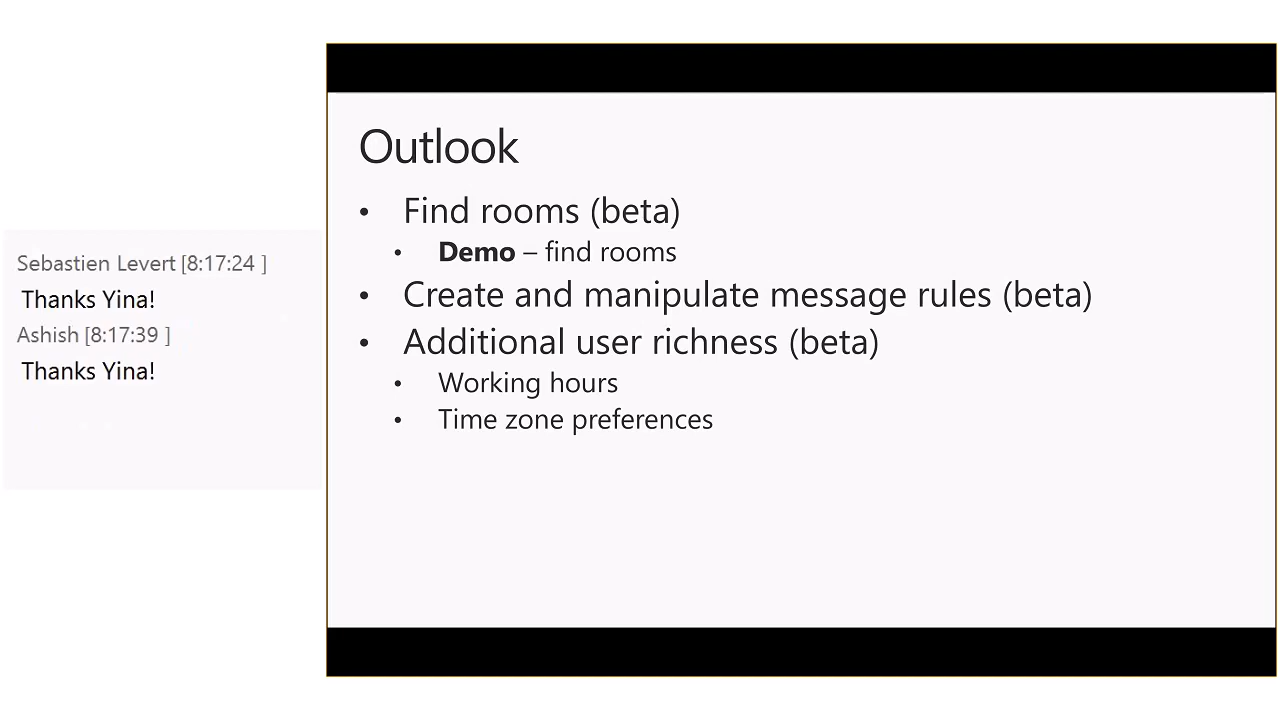 Sebastien Levert [8:17:24 ]
Thanks Yina!
Ashish [8:17:39 ]
Thanks Yina!
Outlook
• Find rooms (beta)
• Demo – find rooms
• Create and manipulate message rules (beta)
• Additional user richness (beta)
• Working hours
• Time zone preferences